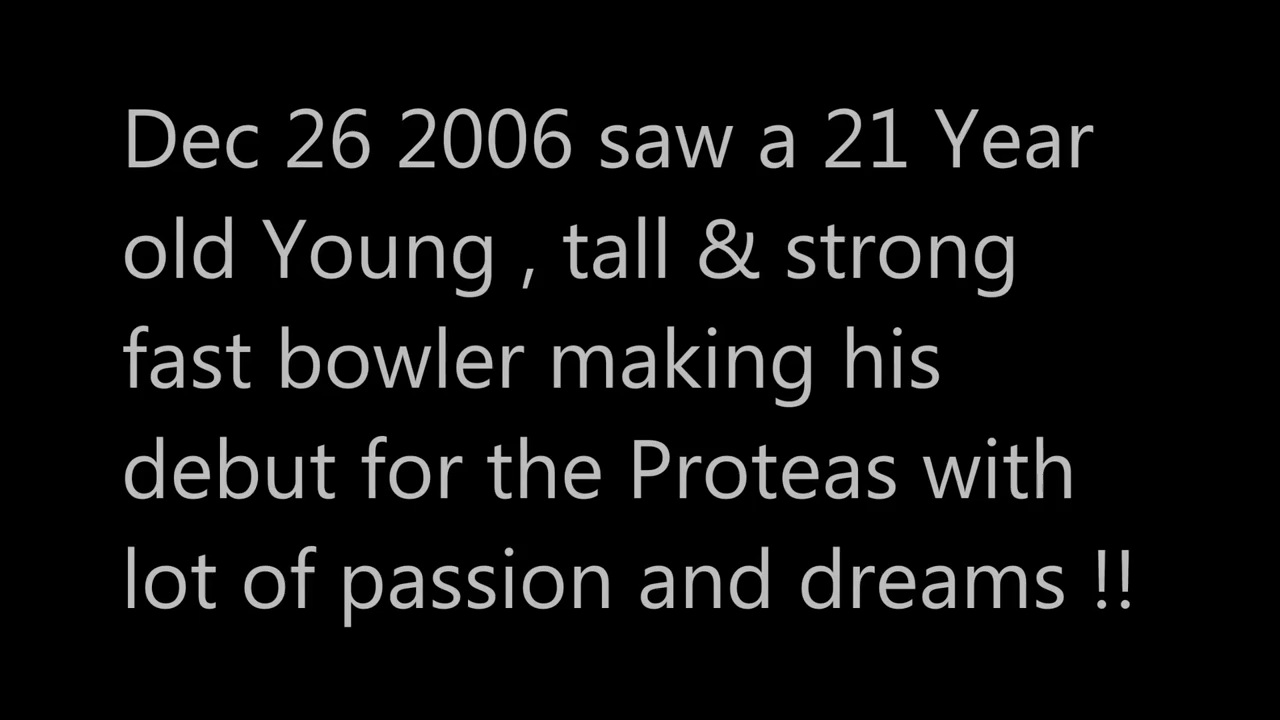 Dec 26 2006 saw a 21 Year
old Young , tall & strong
fast bowler making his
debut for the Proteas with
lot of passion and dreams !!